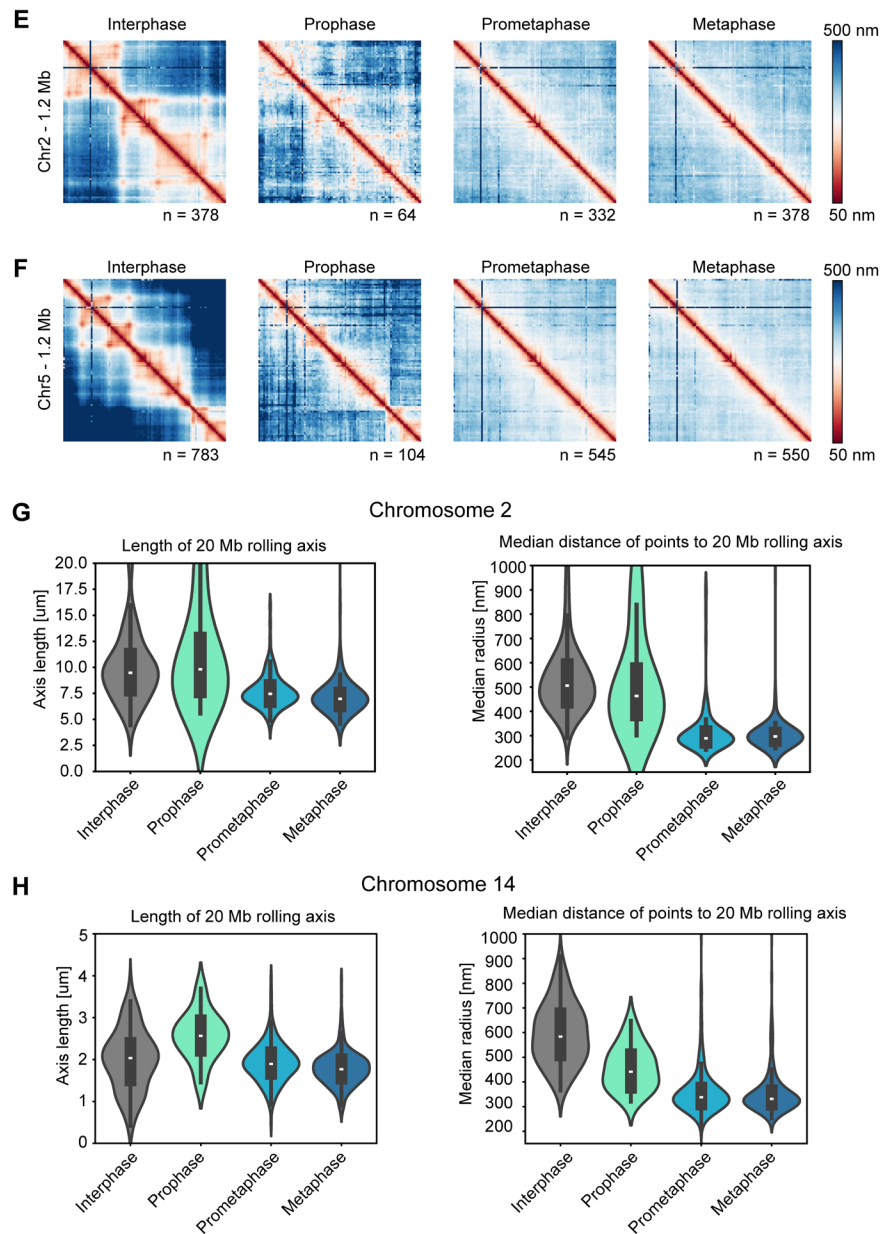 E
Interphase Prophase Prometaphase Metaphase
500 nm
Chr2 - 1.2 Mb
50 nm
n = 378 n = 64 n = 332 n = 378
F
Interphase Prophase Prometaphase Metaphase
500 nm
Chr5 - 1.2 Mb
50 nm
n = 783 n = 104 n = 545 n = 550
G
Chromosome 2
Length of 20 Mb rolling axis
Axis length [um]
20.0
17.5
15.0
12.5
10.0
7.5
5.0
2.5
0.0
Interphase
Prophase
Prometaphase
Metaphase
Median distance of points to 20 Mb rolling axis
Median radius [nm]
1000
900
800
700
600
500
400
300
200
Interphase
Prophase
Prometaphase
Metaphase
H
Chromosome 14
Length of 20 Mb rolling axis
Axis length [um]
5
4
3
2
1
0
Interphase
Prophase
Prometaphase
Metaphase
Median distance of points to 20 Mb rolling axis
Median radius [nm]
1000
900
800
700
600
500
400
300
200
Interphase
Prophase
Prometaphase
Metaphase